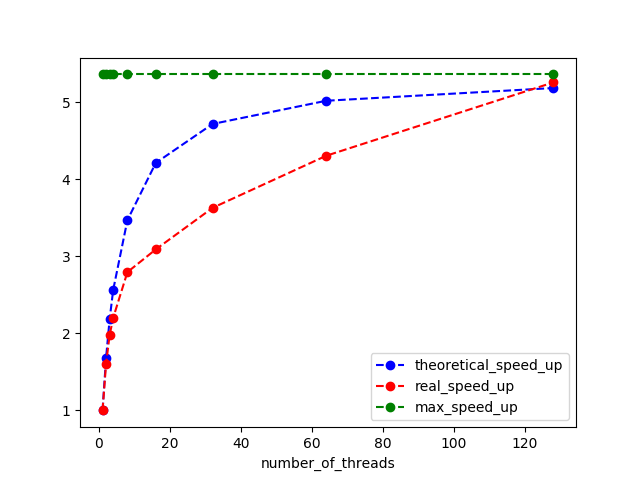 5
4
3
2
1
theoretical_speed_up
real_speed_up
max_speed_up
0 20 40 60 80 100 120
number_of_threads